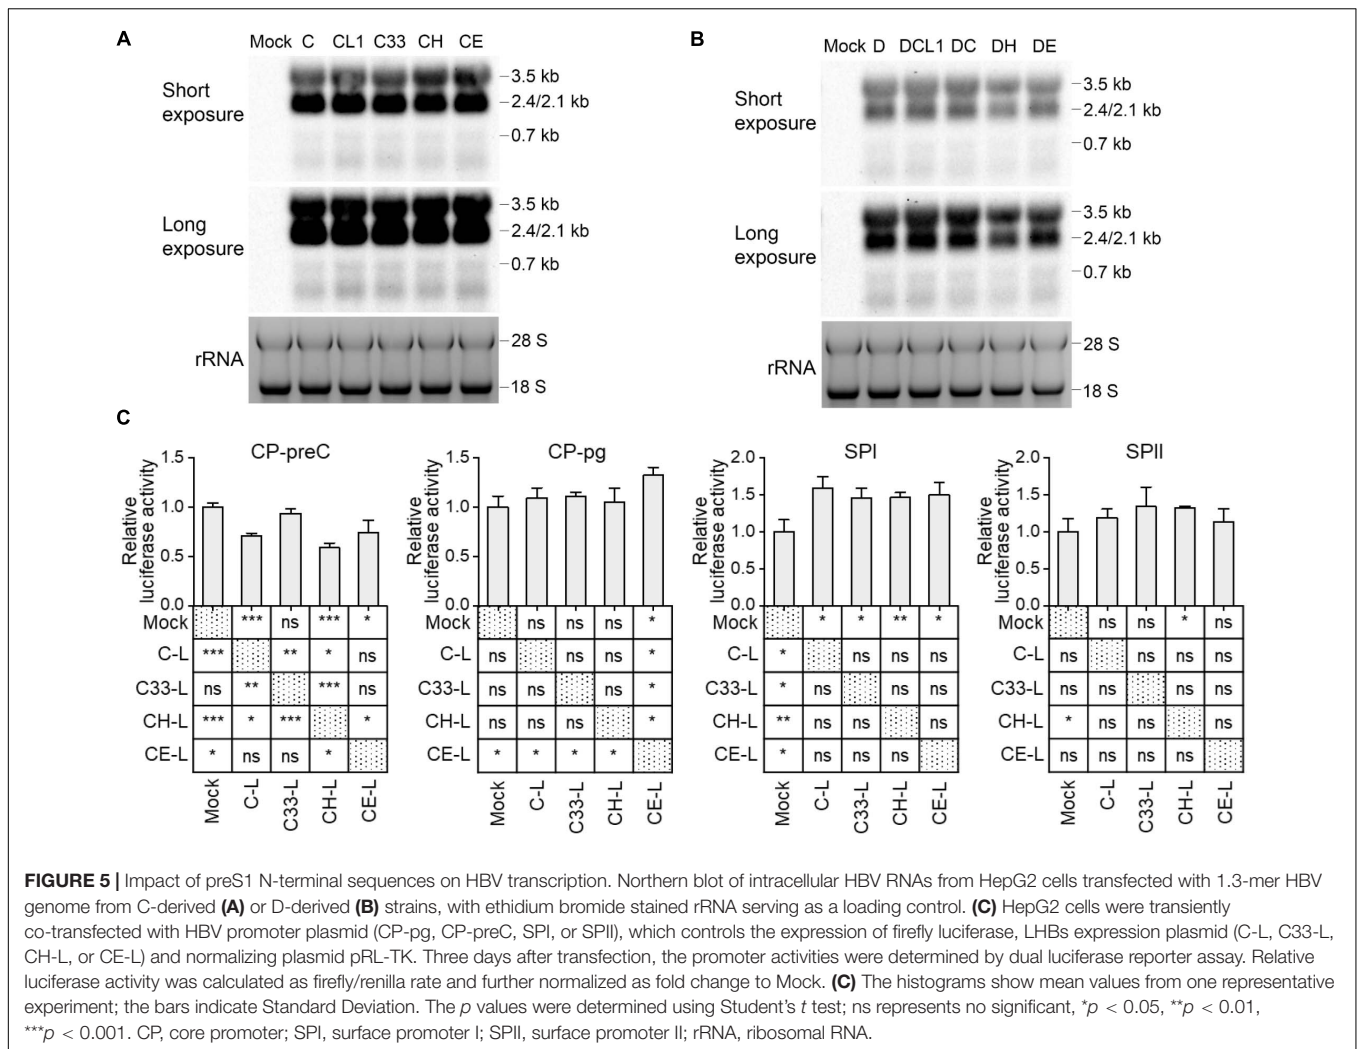 A
Mock C CL1 C33 CH CE
Short exposure
3.5 kb
2.4/2.1 kb
0.7 kb
Long exposure
3.5 kb
2.4/2.1 kb
0.7 kb
rRNA
28 S
18 S
B
Mock D DCL1 DC DH DE
Short exposure
3.5 kb
2.4/2.1 kb
0.7 kb
Long exposure
3.5 kb
2.4/2.1 kb
0.7 kb
rRNA
28 S
18 S
C
CP-preC
Relative luciferase activity
1.5
1.0
0.5
0.0
Mock *** ns *** *
C-L *** ** * ns
C33-L ns ** *** ns
CH-L *** * *** *
CE-L * ns ns *
Mock C-L C33-L CH-L CE-L
CP-pg
Relative luciferase activity
1.5
1.0
0.5
0.0
Mock ns ns ns *
C-L ns ns ns *
C33-L ns ns ns *
CH-L ns ns ns *
CE-L * * * *
Mock C-L C33-L CH-L CE-L
SPI
Relative luciferase activity
2.0
1.5
1.0
0.5
0.0
Mock * * ** *
C-L * ns ns ns
C33-L * ns ns ns
CH-L ** ns ns ns
CE-L * ns ns ns
Mock C-L C33-L CH-L CE-L
SPII
Relative luciferase activity
2.0
1.5
1.0
0.5
0.0
Mock ns ns * ns
C-L ns ns ns ns
C33-L ns ns ns ns
CH-L * ns ns ns
CE-L ns ns ns ns
Mock C-L C33-L CH-L CE-L
FIGURE 5 | Impact of preS1 N-terminal sequences on HBV transcription. Northern blot of intracellular HBV RNAs from HepG2 cells transfected with 1.3-mer HBV
genome from C-derived (A) or D-derived (B) strains, with ethidium bromide stained rRNA serving as a loading control. (C) HepG2 cells were transiently
co-transfected with HBV promoter plasmid (CP-pg, CP-preC, SPI, or SPII), which controls the expression of firefly luciferase, LHBs expression plasmid (C-L, C33-L,
CH-L, or CE-L) and normalizing plasmid pRL-TK. Three days after transfection, the promoter activities were determined by dual luciferase reporter assay. Relative
luciferase activity was calculated as firefly/renilla rate and further normalized as fold change to Mock. (C) The histograms show mean values from one representative
experiment; the bars indicate Standard Deviation. The p values were determined using Student's t test; ns represents no significant, *p < 0.05, **p < 0.01,
***p < 0.001. CP, core promoter; SPI, surface promoter I; SPII, surface promoter II; rRNA, ribosomal RNA.